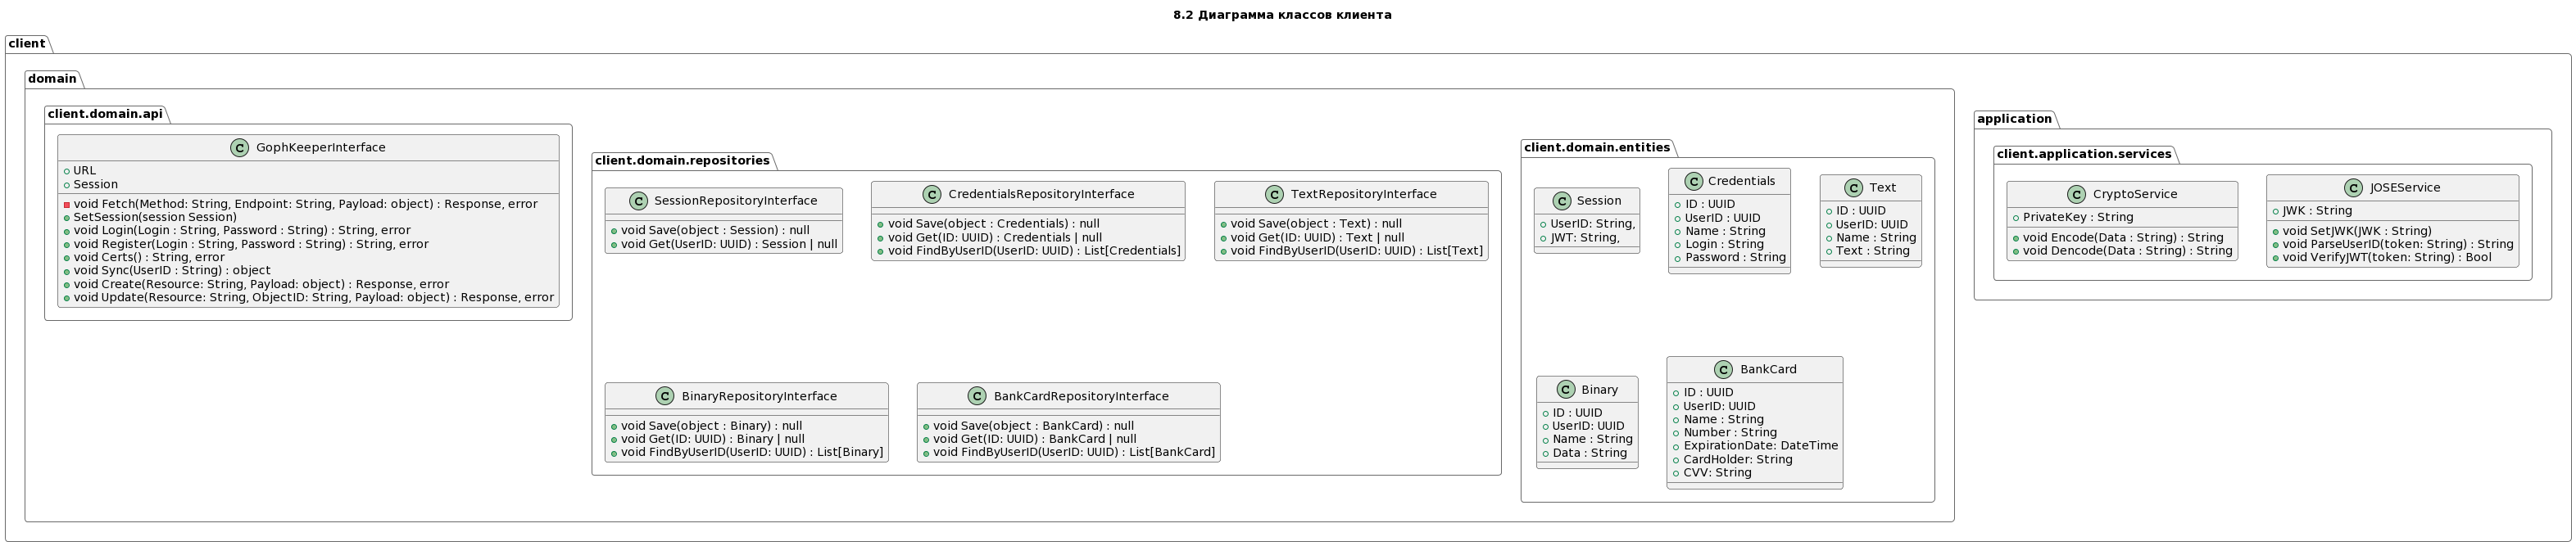 8.2 Диаграмма классов клиента
client
domain
client.domain.api
GophKeeperInterface
URL
Session
void Fetch(Method: String, Endpoint: String, Payload: object) : Response, error
SetSession(session Session)
void Login(Login : String, Password : String) : String, error
void Register(Login : String, Password : String) : String, error
void Certs() : String, error
void Sync(UserID : String) : object
void Create(Resource: String, Payload: object) : Response, error
void Update(Resource: String, ObjectID: String, Payload: object) : Response, error
client.domain.repositories
SessionRepositoryInterface
void Save(object : Session) : null
void Get(UserID: UUID) : Session | null
CredentialsRepositoryInterface
void Save(object : Credentials) : null
void Get(ID: UUID) : Credentials | null
void FindByUserID(UserID: UUID) : List[Credentials]
TextRepositoryInterface
void Save(object : Text) : null
void Get(ID: UUID) : Text | null
void FindByUserID(UserID: UUID) : List[Text]
BinaryRepositoryInterface
void Save(object : Binary) : null
void Get(ID: UUID) : Binary | null
void FindByUserID(UserID: UUID) : List[Binary]
BankCardRepositoryInterface
void Save(object : BankCard) : null
void Get(ID: UUID) : BankCard | null
void FindByUserID(UserID: UUID) : List[BankCard]
client.domain.entities
Session
UserID: String,
JWT: String,
Credentials
ID : UUID
UserID : UUID
Name : String
Login : String
Password : String
Text
ID : UUID
UserID: UUID
Name : String
Text : String
Binary
ID : UUID
UserID: UUID
Name : String
Data : String
BankCard
ID : UUID
UserID: UUID
Name : String
Number : String
ExpirationDate: DateTime
CardHolder: String
CVV: String
application
client.application.services
CryptoService
PrivateKey : String
void Encode(Data : String) : String
void Dencode(Data : String) : String
JOSEService
JWK : String
void SetJWK(JWK : String)
void ParseUserID(token: String) : String
void VerifyJWT(token: String) : Bool